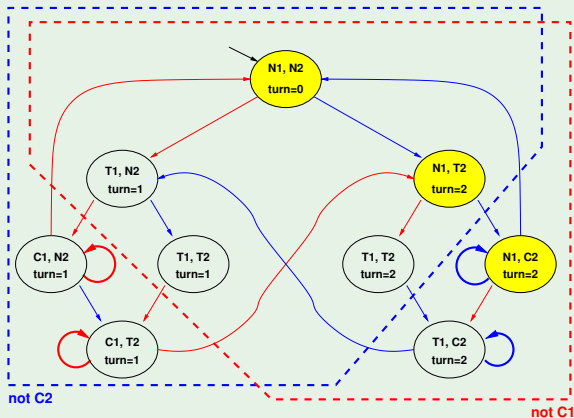 N1, N2
turn=0
T1, N2
turn=1
N1, T2
turn=2
C1, N2
turn=1
T1, T2
turn=1
T1, T2
turn=2
N1, C2
turn=2
C1, T2
turn=1
T1, C2
turn=2
not C2
not C1